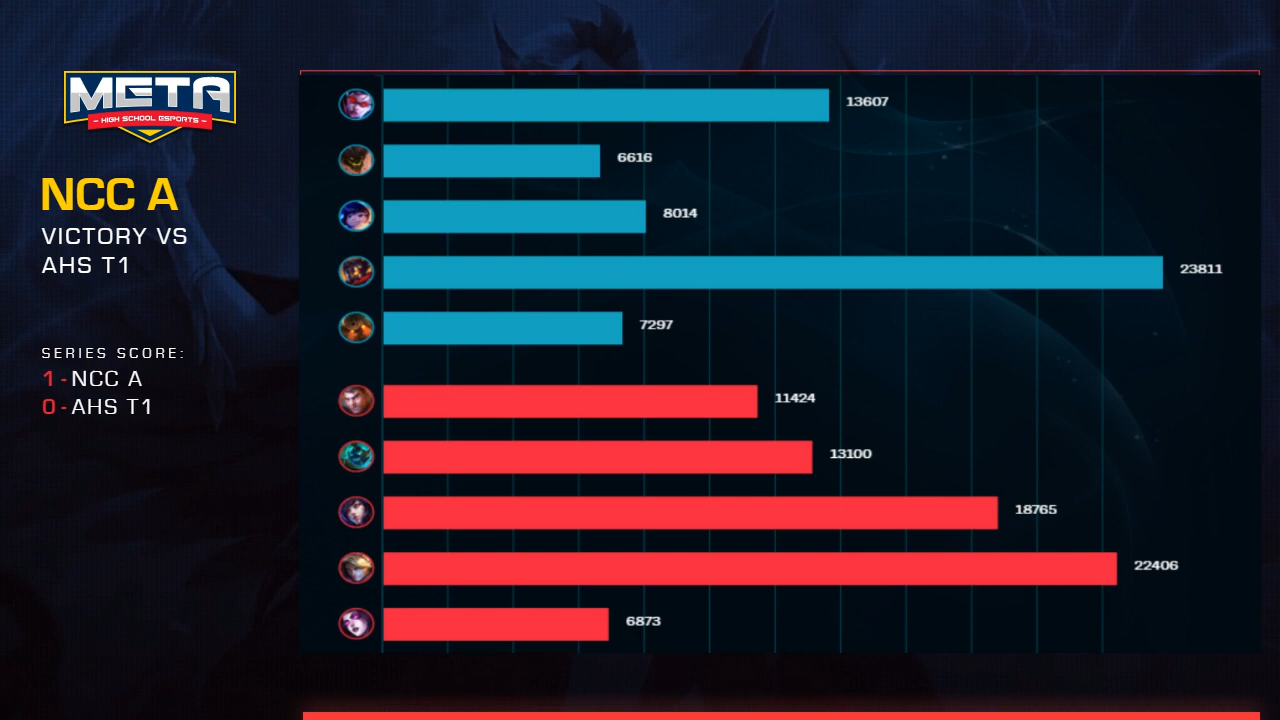 META
- HIGH SCHOOL ESPORTS -
NCC A
VICTORY VS
AHS T1
SERIES SCORE:
1 - NCC A
0 - AHS T1
13607
6616
8014
23811
7297
11424
13100
18765
22406
6873